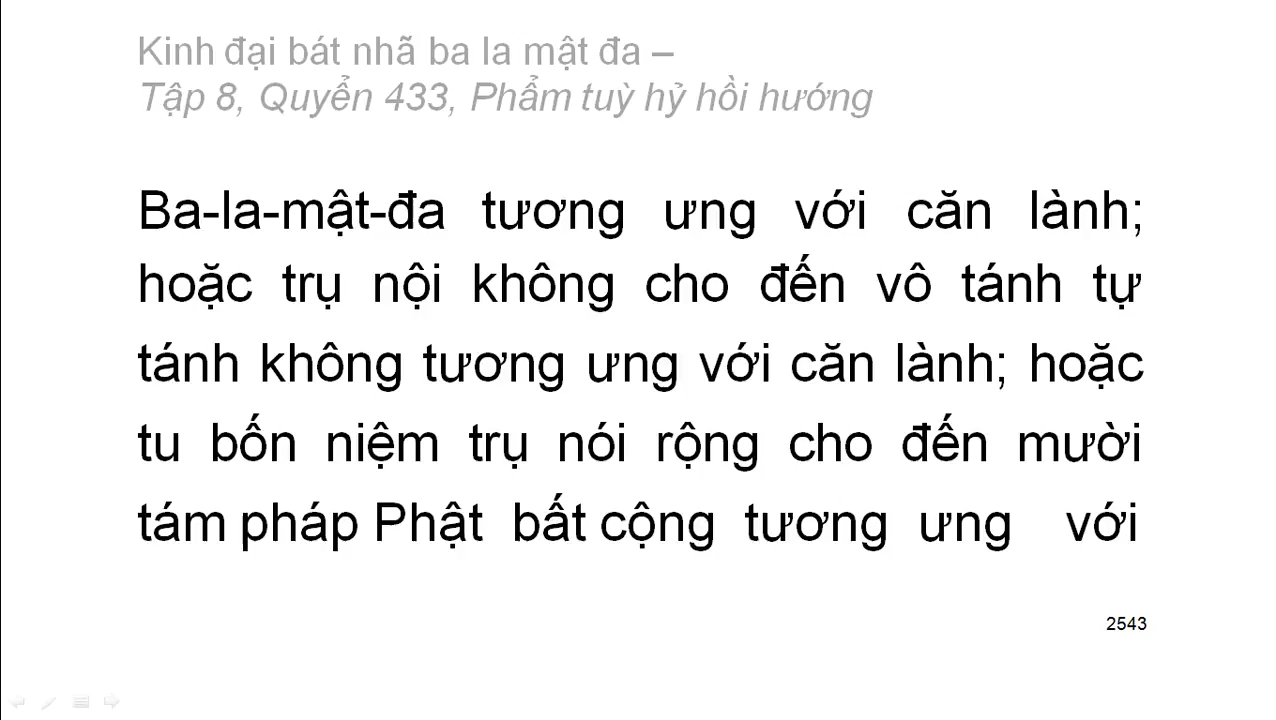 Kinh đại bát nhã ba la mật đa –
Tập 8, Quyển 433, Phẩm tuỳ hỷ hồi hướng
Ba-la-mật-đa tương ưng với căn lành;
hoặc trụ nội không cho đến vô tánh tự
tánh không tương ưng với căn lành; hoặc
tu bốn niệm trụ nói rộng cho đến mười
tám pháp Phật bất cộng tương ưng với
2543